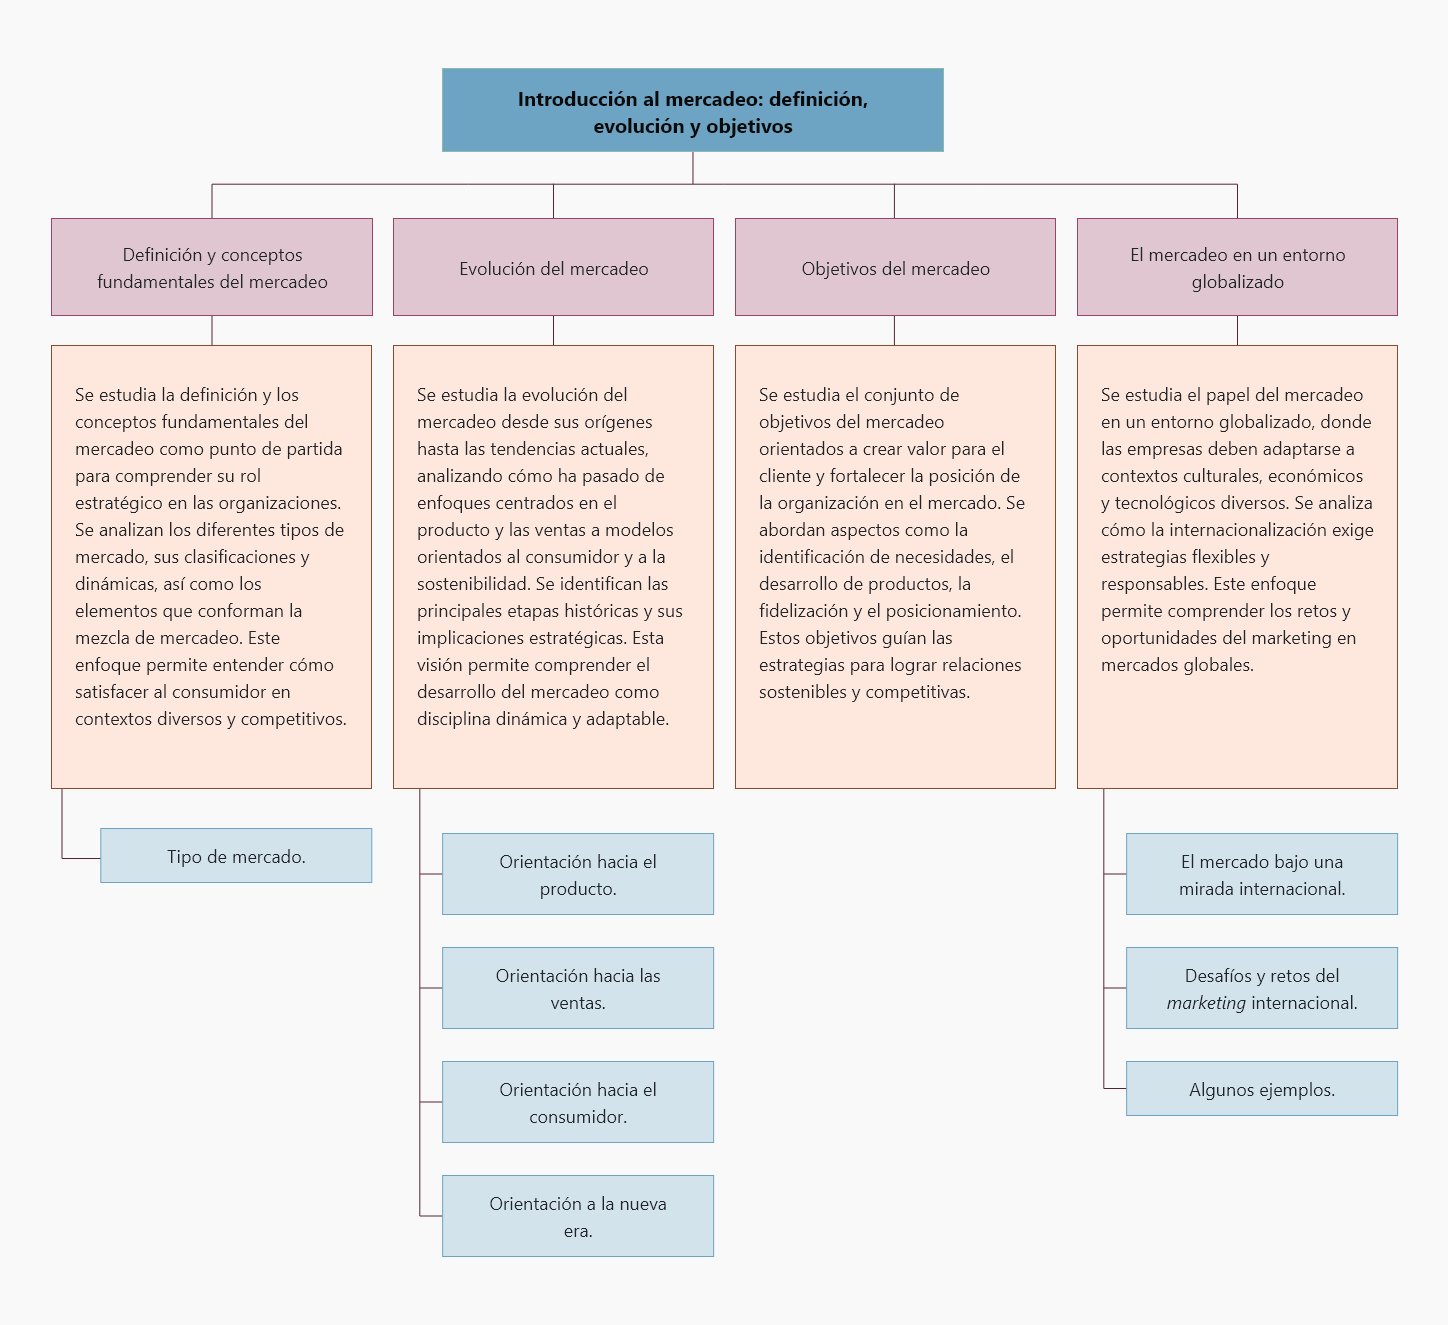 Introducción al mercadeo: definición,
evolución y objetivos
Definición y conceptos
fundamentales del mercadeo
Evolución del mercadeo
Objetivos del mercadeo
El mercadeo en un entorno
globalizado
Se estudia la definición y los
conceptos fundamentales del
mercadeo como punto de partida
para comprender su rol
estratégico en las organizaciones.
Se analizan los diferentes tipos de
mercado, sus clasificaciones y
dinámicas, así como los
elementos que conforman la
mezcla de mercadeo. Este
enfoque permite entender cómo
satisfacer al consumidor en
contextos diversos y competitivos.
Se estudia la evolución del
mercadeo desde sus orígenes
hasta las tendencias actuales,
analizando cómo ha pasado de
enfoques centrados en el
producto y las ventas a modelos
orientados al consumidor y a la
sostenibilidad. Se identifican las
principales etapas históricas y sus
implicaciones estratégicas. Esta
visión permite comprender el
desarrollo del mercadeo como
disciplina dinámica y adaptable.
Se estudia el conjunto de
objetivos del mercadeo
orientados a crear valor para el
cliente y fortalecer la posición de
la organización en el mercado. Se
abordan aspectos como la
identificación de necesidades, el
desarrollo de productos, la
fidelización y el posicionamiento.
Estos objetivos guían las
estrategias para lograr relaciones
sostenibles y competitivas.
Se estudia el papel del mercadeo
en un entorno globalizado, donde
las empresas deben adaptarse a
contextos culturales, económicos
y tecnológicos diversos. Se analiza
cómo la internacionalización exige
estrategias flexibles y
responsables. Este enfoque
permite comprender los retos y
oportunidades del marketing en
mercados globales.
Tipo de mercado.
Orientación hacia el
producto.
Orientación hacia las
ventas.
Orientación hacia el
consumidor.
Orientación a la nueva
era.
El mercado bajo una
mirada internacional.
Desafíos y retos del
marketing internacional.
Algunos ejemplos.